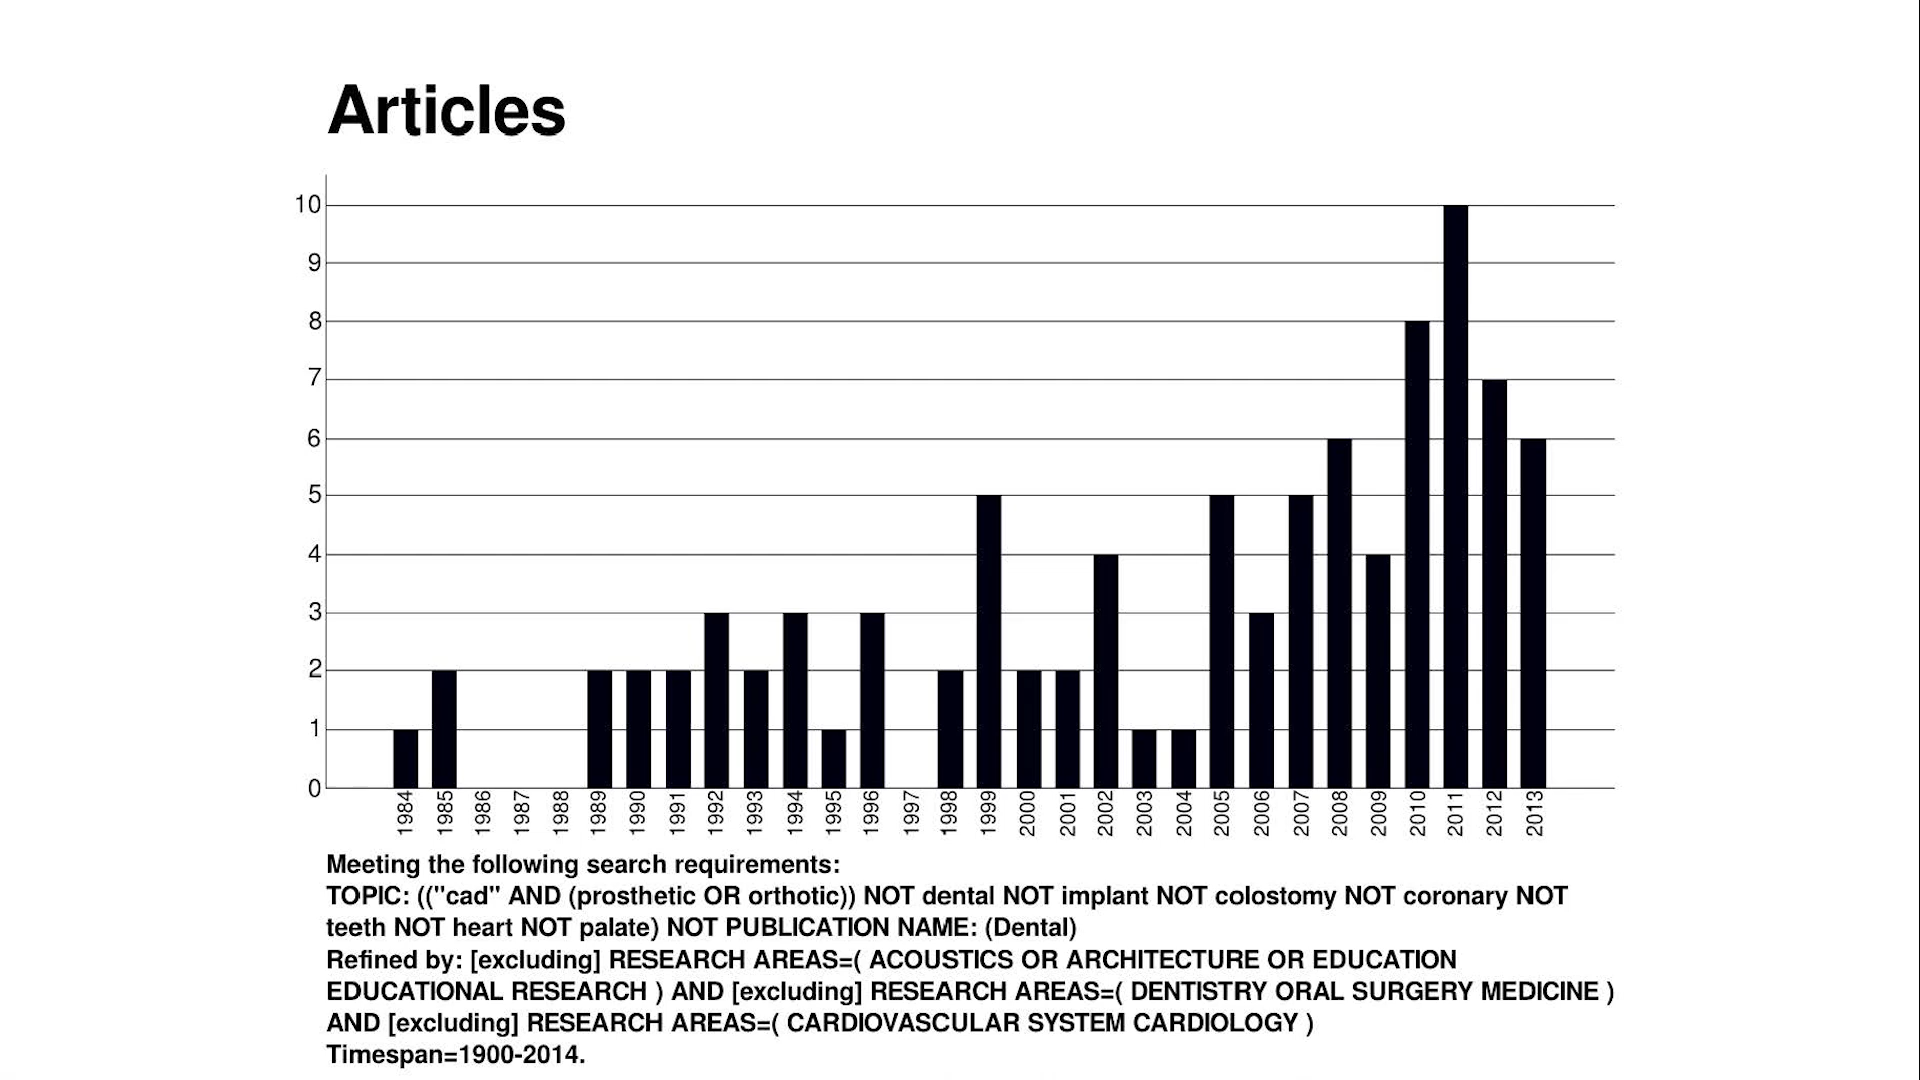 Articles
10
9
8
7
6
5
4
3
2
1
0
1984 1985 1986 1987 1988 1989 1990 1991 1992 1993 1994 1995 1996 1997 1998 1999 2000 2001 2002 2003 2004 2005 2006 2007 2008 2009 2010 2011 2012 2013
Meeting the following search requirements:
TOPIC: (("cad" AND (prosthetic OR orthotic)) NOT dental NOT implant NOT colostomy NOT coronary NOT
teeth NOT heart NOT palate) NOT PUBLICATION NAME: (Dental)
Refined by: [excluding] RESEARCH AREAS=( ACOUSTICS OR ARCHITECTURE OR EDUCATION
EDUCATIONAL RESEARCH ) AND [excluding] RESEARCH AREAS=( DENTISTRY ORAL SURGERY MEDICINE )
AND [excluding] RESEARCH AREAS=( CARDIOVASCULAR SYSTEM CARDIOLOGY )
Timespan=1900-2014.